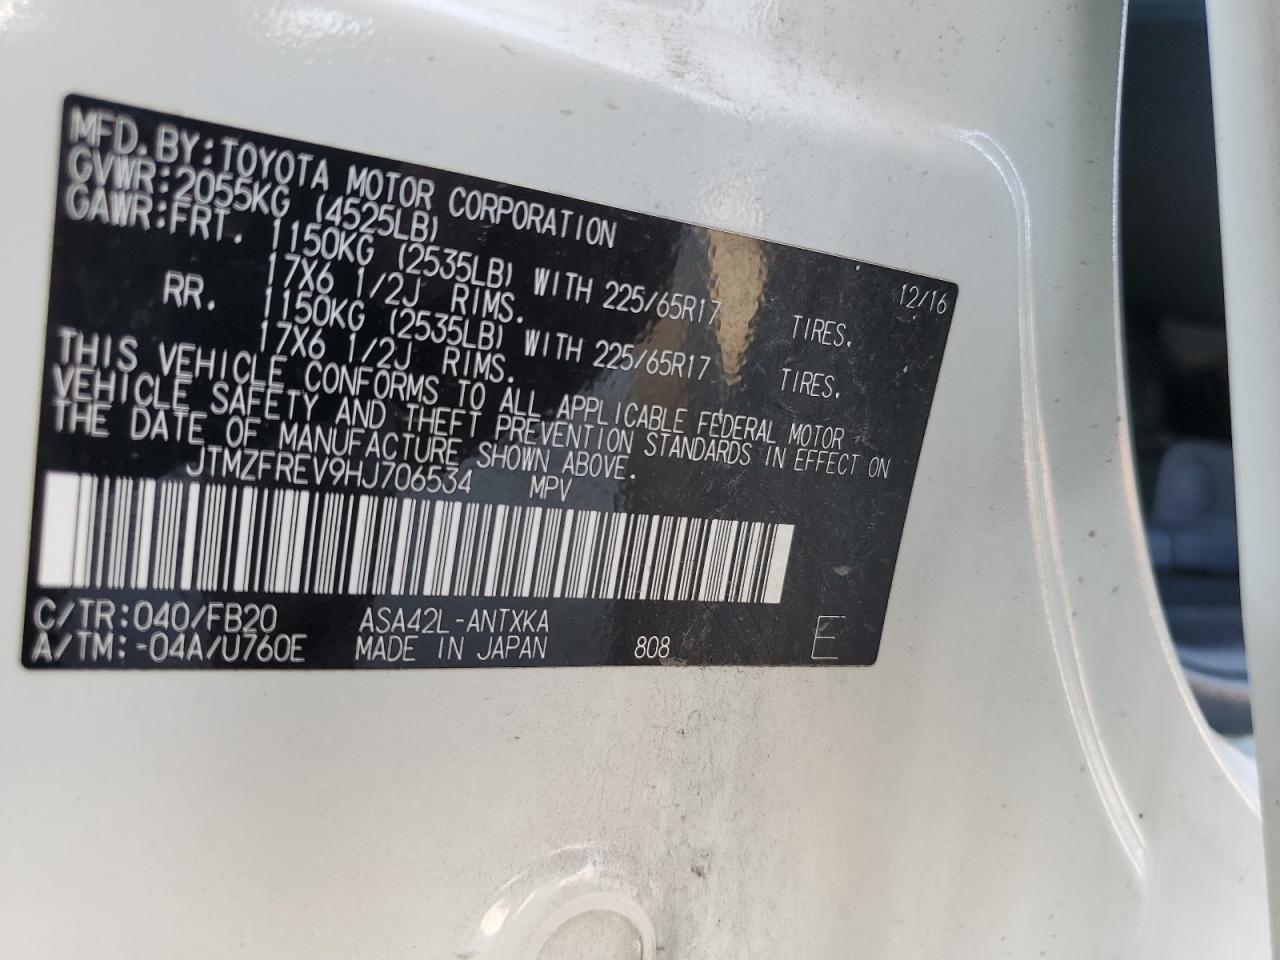 MFD. BY: TOYOTA MOTOR CORPORATION 12/16
GVWR: 2055KG (4525LB)
GAWR: FRT. 1150KG (2535LB) WITH 225/65R17 TIRES.
17X6 1/2J RIMS.
RR. 1150KG (2535LB) WITH 225/65R17 TIRES.
17X6 1/2J RIMS.
THIS VEHICLE CONFORMS TO ALL APPLICABLE FEDERAL MOTOR
VEHICLE SAFETY AND THEFT PREVENTION STANDARDS IN EFFECT ON
THE DATE OF MANUFACTURE SHOWN ABOVE.
JTMZFREV9HJ706534 MPV
C/TR: 040/FB20 ASA42L-ANTXKA
A/TM: -04A/U760E MADE IN JAPAN 808 E